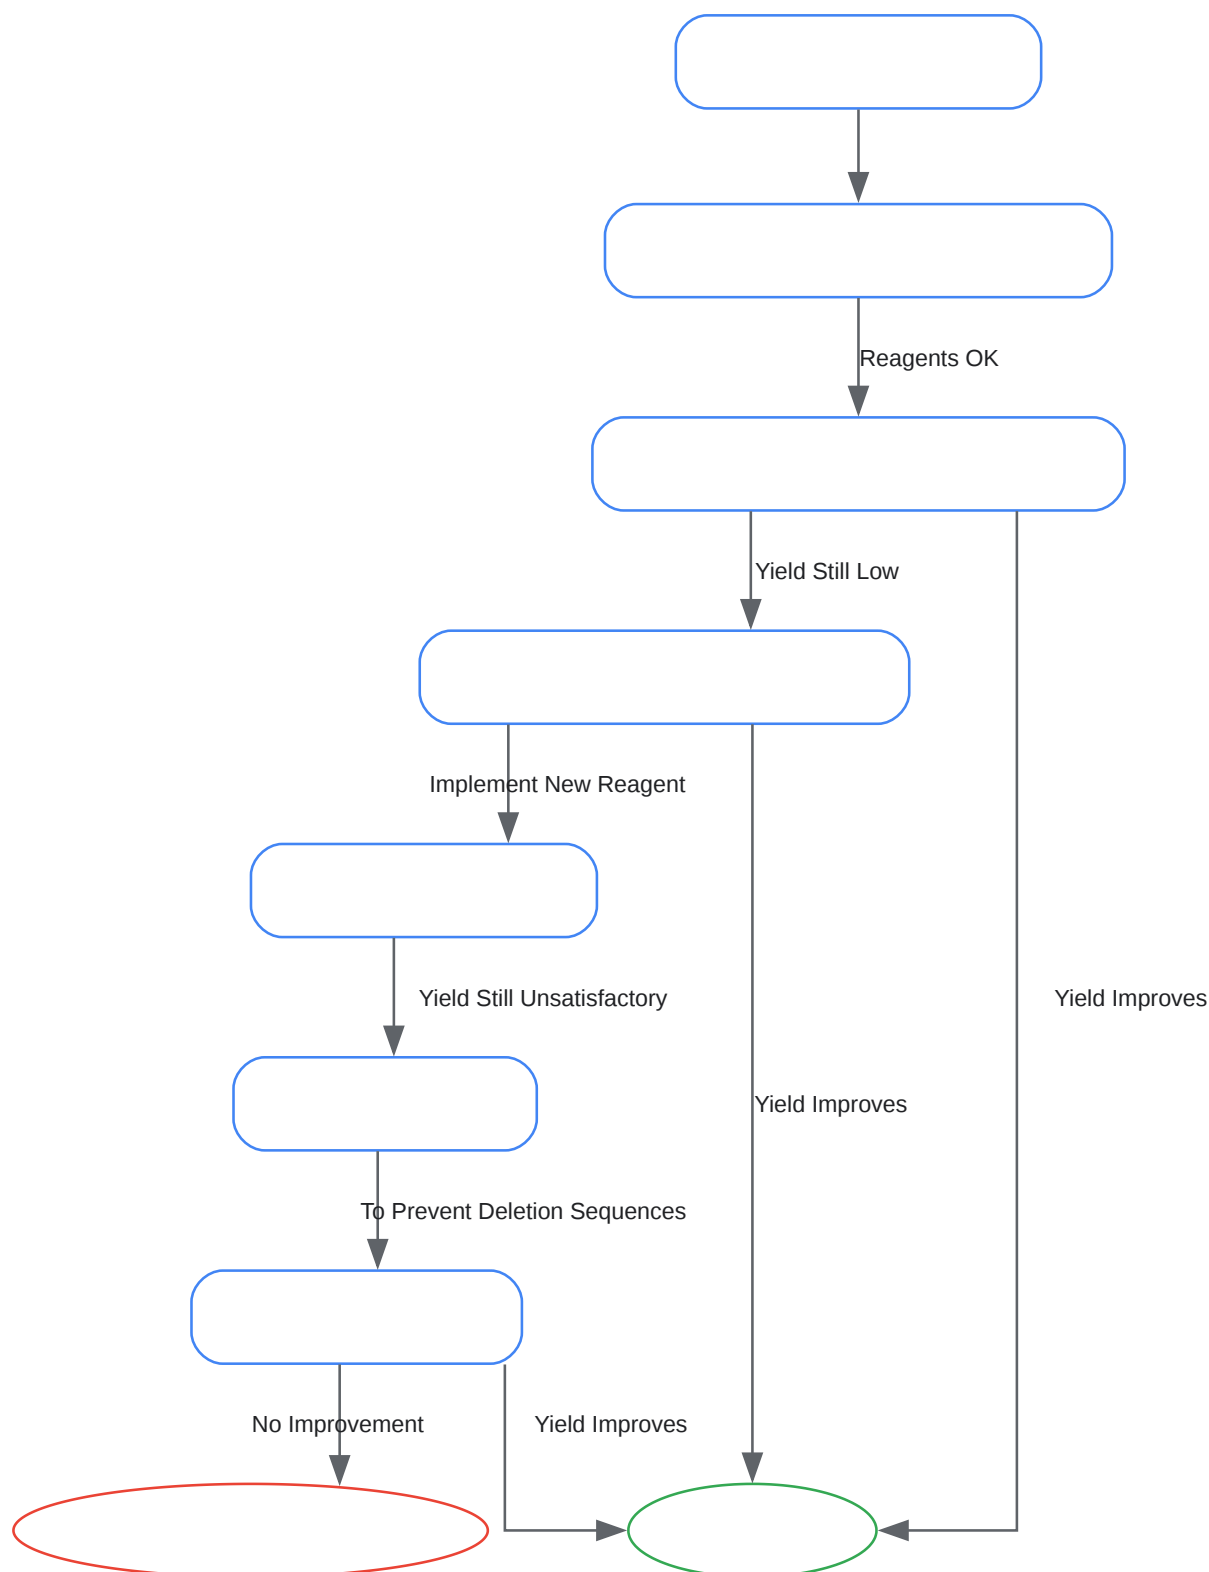 Reagents OK
Yield Still Low
Implement New Reagent
Yield Still Unsatisfactory
Yield Improves
Yield Improves
To Prevent Deletion Sequences
No Improvement
Yield Improves